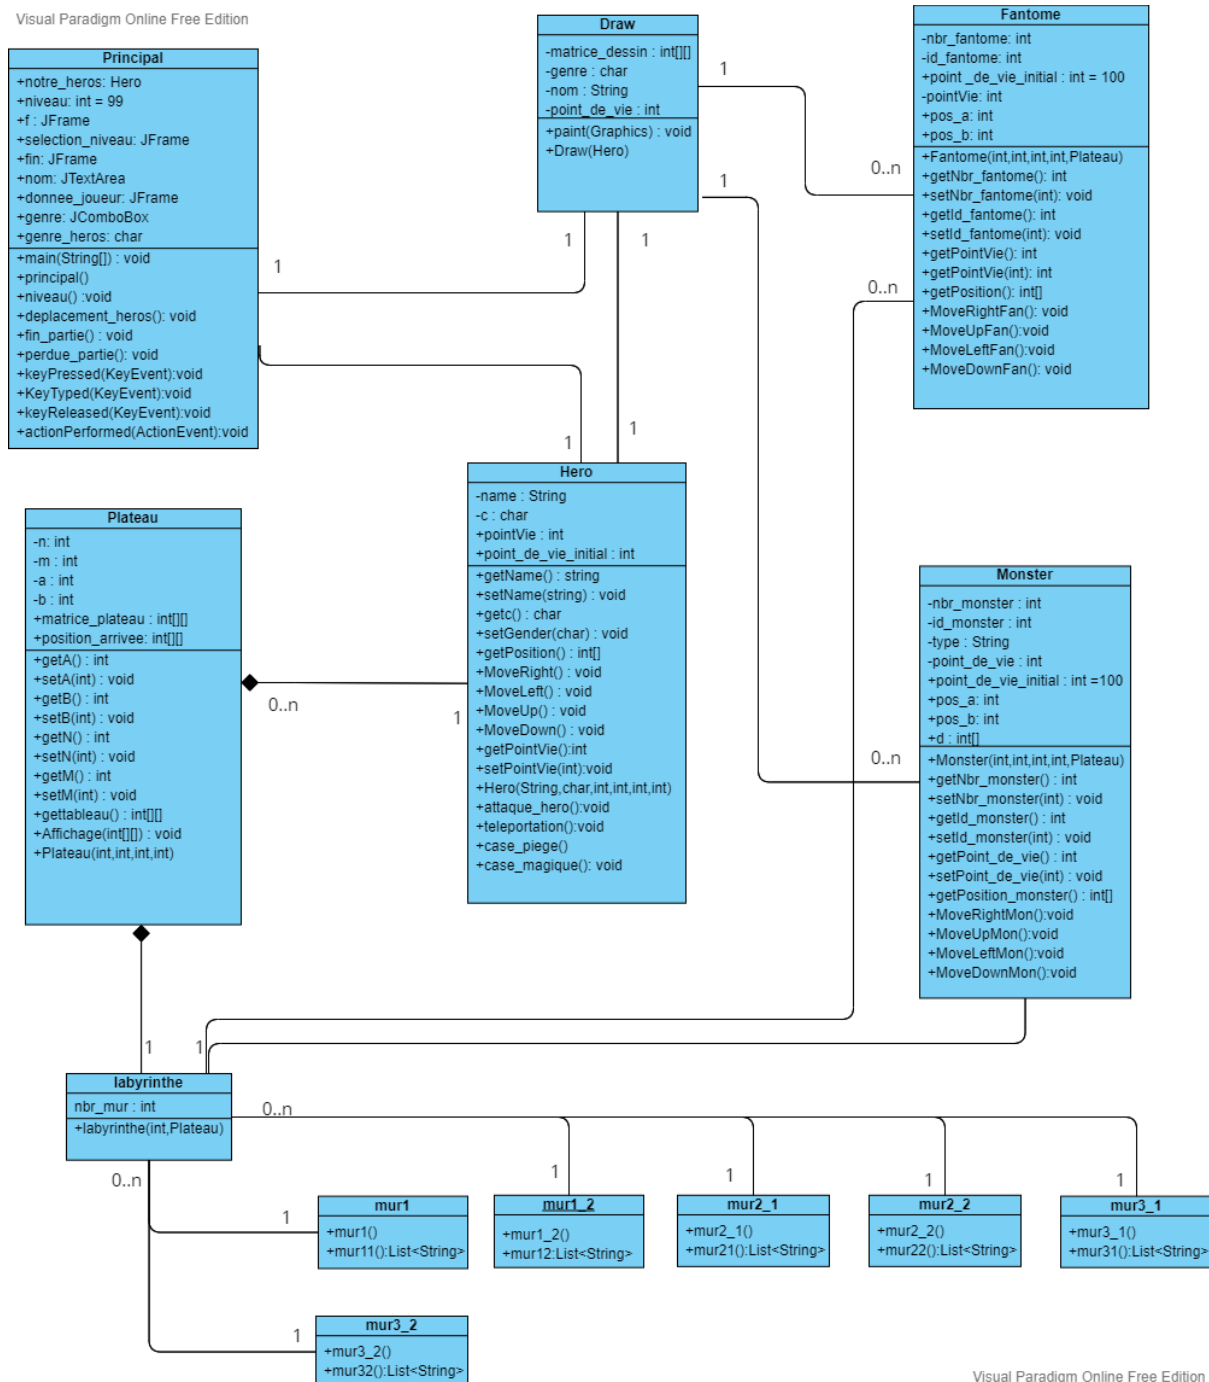 Visual Paradigm Online Free Edition
Principal
+notre_heros: Hero
+niveau: int = 99
+f : JFrame
+selection_niveau: JFrame
+fin: JFrame
+nom: JTextArea
+donnee_joueur: JFrame
+genre: JComboBox
+genre_heros: char
+main(String[]) : void
+principal()
+niveau() :void
+deplacement_heros(): void
+fin_partie() : void
+perdue_partie(): void
+keyPressed(KeyEvent):void
+KeyTyped(KeyEvent):void
+keyReleased(KeyEvent):void
+actionPerformed(ActionEvent):void
Draw
-matrice_dessin : int[][]
-genre : char
-nom : String
-point_de_vie : int
+paint(Graphics) : void
+Draw(Hero)
Fantome
-nbr_fantome: int
-id_fantome: int
+point _de_vie_initial : int = 100
-pointVie: int
+pos_a: int
+pos_b: int
+Fantome(int,int,int,int,Plateau)
+getNbr_fantome(): int
+setNbr_fantome(int): void
+getId_fantome(): int
+setId_fantome(int): void
+getPointVie(): int
+getPointVie(int): int
+getPosition(): int[]
+MoveRightFan(): void
+MoveUpFan():void
+MoveLeftFan():void
+MoveDownFan(): void
1
0..n
1
1
1
1
0..n
1
1
Hero
-name : String
-c : char
+pointVie : int
+point_de_vie_initial : int
+getName() : string
+setName(string) : void
+getc() : char
+setGender(char) : void
+getPosition() : int[]
+MoveRight() : void
+MoveLeft() : void
+MoveUp() : void
+MoveDown() : void
+getPointVie():int
+setPointVie(int):void
+Hero(String,char,int,int,int,int)
+attaque_hero():void
+teleportation():void
+case_piege()
+case_magique(): void
Plateau
-n: int
-m : int
-a : int
-b : int
+matrice_plateau : int[][]
+position_arrivee: int[][]
+getA() : int
+setA(int) : void
+getB() : int
+setB(int) : void
+getN() : int
+setN(int) : void
+getM() : int
+setM(int) : void
+gettableau() : int[][]
+Affichage(int[][]) : void
+Plateau(int,int,int,int)
0..n
1
Monster
-nbr_monster : int
-id_monster : int
-type : String
-point_de_vie : int
+point_de_vie_initial : int =100
+pos_a: int
+pos_b: int
+d : int[]
+Monster(int,int,int,int,Plateau)
+getNbr_monster() : int
+setNbr_monster(int) : void
+getId_monster() : int
+setId_monster(int) : void
+getPoint_de_vie() : int
+setPoint_de_vie(int) : void
+getPosition_monster() : int[]
+MoveRightMon():void
+MoveUpMon():void
+MoveLeftMon():void
+MoveDownMon():void
0..n
1
1
labyrinthe
nbr_mur : int
+labyrinthe(int,Plateau)
0..n
0..n
1
1
1
1
1
1
mur1
+mur1()
+mur11():List<String>
mur1_2
+mur1_2()
+mur12:List<String>
mur2_1
+mur2_1()
+mur21():List<String>
mur2_2
+mur2_2()
+mur22():List<String>
mur3_1
+mur3_1()
+mur31():List<String>
mur3_2
+mur3_2()
+mur32():List<String>
Visual Paradigm Online Free Edition